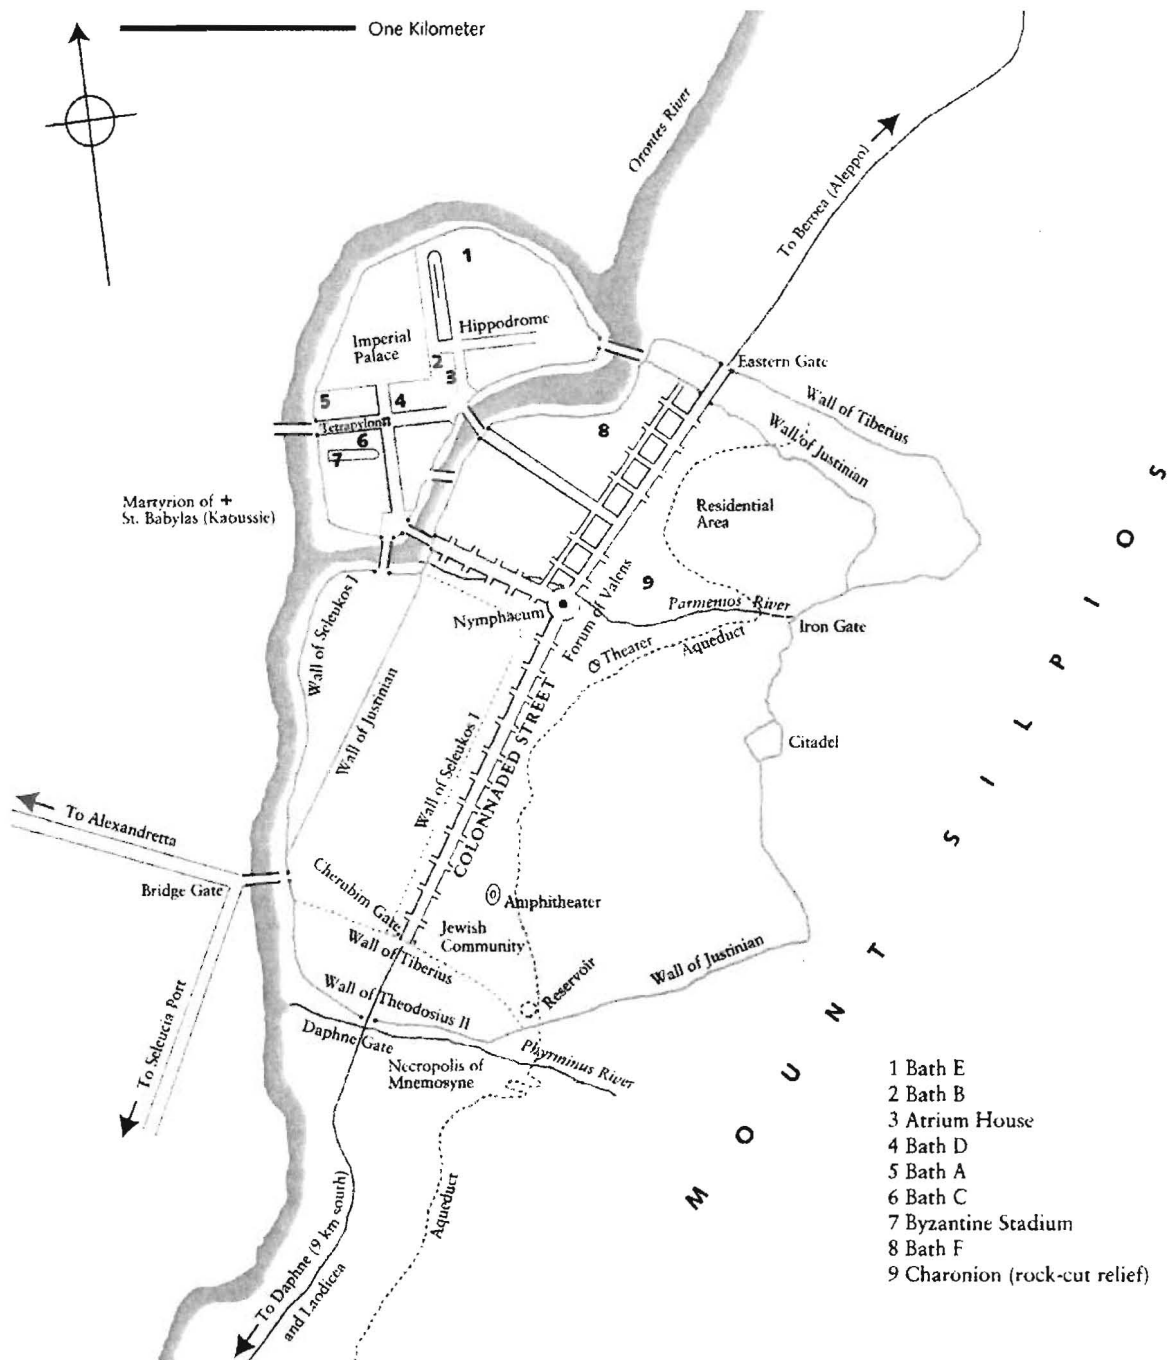 One Kilometer
Orontes River
To Beroea (Aleppo)
1
Hippodrome
Imperial
Palace
2
3
Eastern Gate
5
4
Tetrapylon
6
7
8
Wall of Tiberius
Wall of Justinian
Martyrion of +
St. Babylas (Kaoussie)
Residential
Area
9
Wall of Seleukos I
Nymphaeum
Forum of Valens
Parmenios River
Iron Gate
Theater
Aqueduct
Wall of Justinian
Wall of Seleukos I
COLONNADED STREET
Citadel
To Alexandretta
Bridge Gate
Cherubim Gate
Amphitheater
Jewish
Community
Wall of Tiberius
Wall of Justinian
Reservoir
Wall of Theodosius II
Daphne Gate
Phyrminus River
Necropolis of
Mnemosyne
To Seleucia Port
Aqueduct
To Daphne (9 km south)
and Laodicea
MOUNT SILPIOS
1 Bath E
2 Bath B
3 Atrium House
4 Bath D
5 Bath A
6 Bath C
7 Byzantine Stadium
8 Bath F
9 Charonion (rock-cut relief)